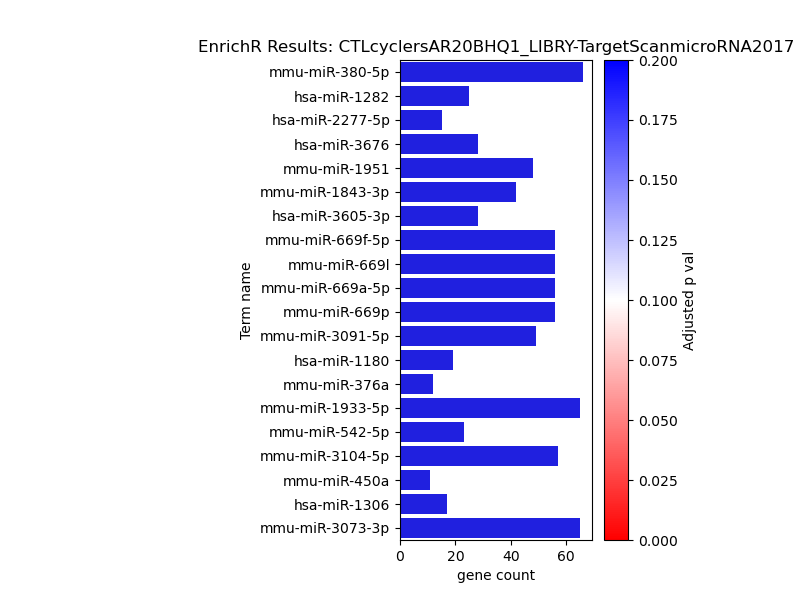 EnrichR Results: CTLcyclersAR20BHQ1_LIBRY-TargetScanmicroRNA2017
mmu-miR-380-5p
hsa-miR-1282
hsa-miR-2277-5p
hsa-miR-3676
mmu-miR-1951
mmu-miR-1843-3p
hsa-miR-3605-3p
mmu-miR-669f-5p
mmu-miR-669l
mmu-miR-669a-5p
mmu-miR-669p
mmu-miR-3091-5p
hsa-miR-1180
mmu-miR-376a
mmu-miR-1933-5p
mmu-miR-542-5p
mmu-miR-3104-5p
mmu-miR-450a
hsa-miR-1306
mmu-miR-3073-3p
Term name
0 20 40 60
gene count
0.200
0.175
0.150
0.125
0.100
0.075
0.050
0.025
0.000
Adjusted p val